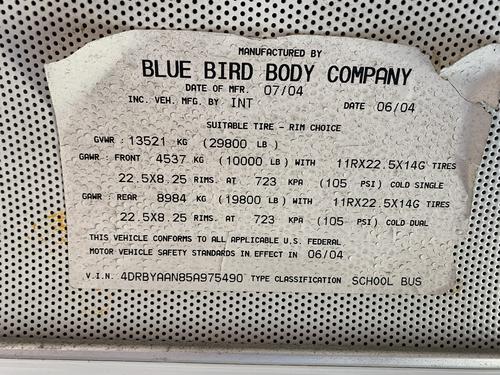 MANUFACTURED BY
BLUE BIRD BODY COMPANY
DATE OF MFR. 07/04
INC. VEH. MFG. BY INT DATE 06/04
SUITABLE TIRE - RIM CHOICE
GVWR : 13521 KG (29800 LB )
GAWR : FRONT 4537 KG (10000 LB ) WITH 11RX22.5X14G TIRES
22.5X8.25 RIMS. AT 723 KPA (105 PSI) COLD SINGLE
GAWR : REAR 8984 KG (19800 LB ) WITH 11RX22.5X14G TIRES
22.5X8.25 RIMS. AT 723 KPA (105 PSI) COLD DUAL
THIS VEHICLE CONFORMS TO ALL APPLICABLE U.S. FEDERAL
MOTOR VEHICLE SAFETY STANDARDS IN EFFECT IN 06/04
V.I.N. 4DRBYAAN85A975490 TYPE CLASSIFICATION SCHOOL BUS